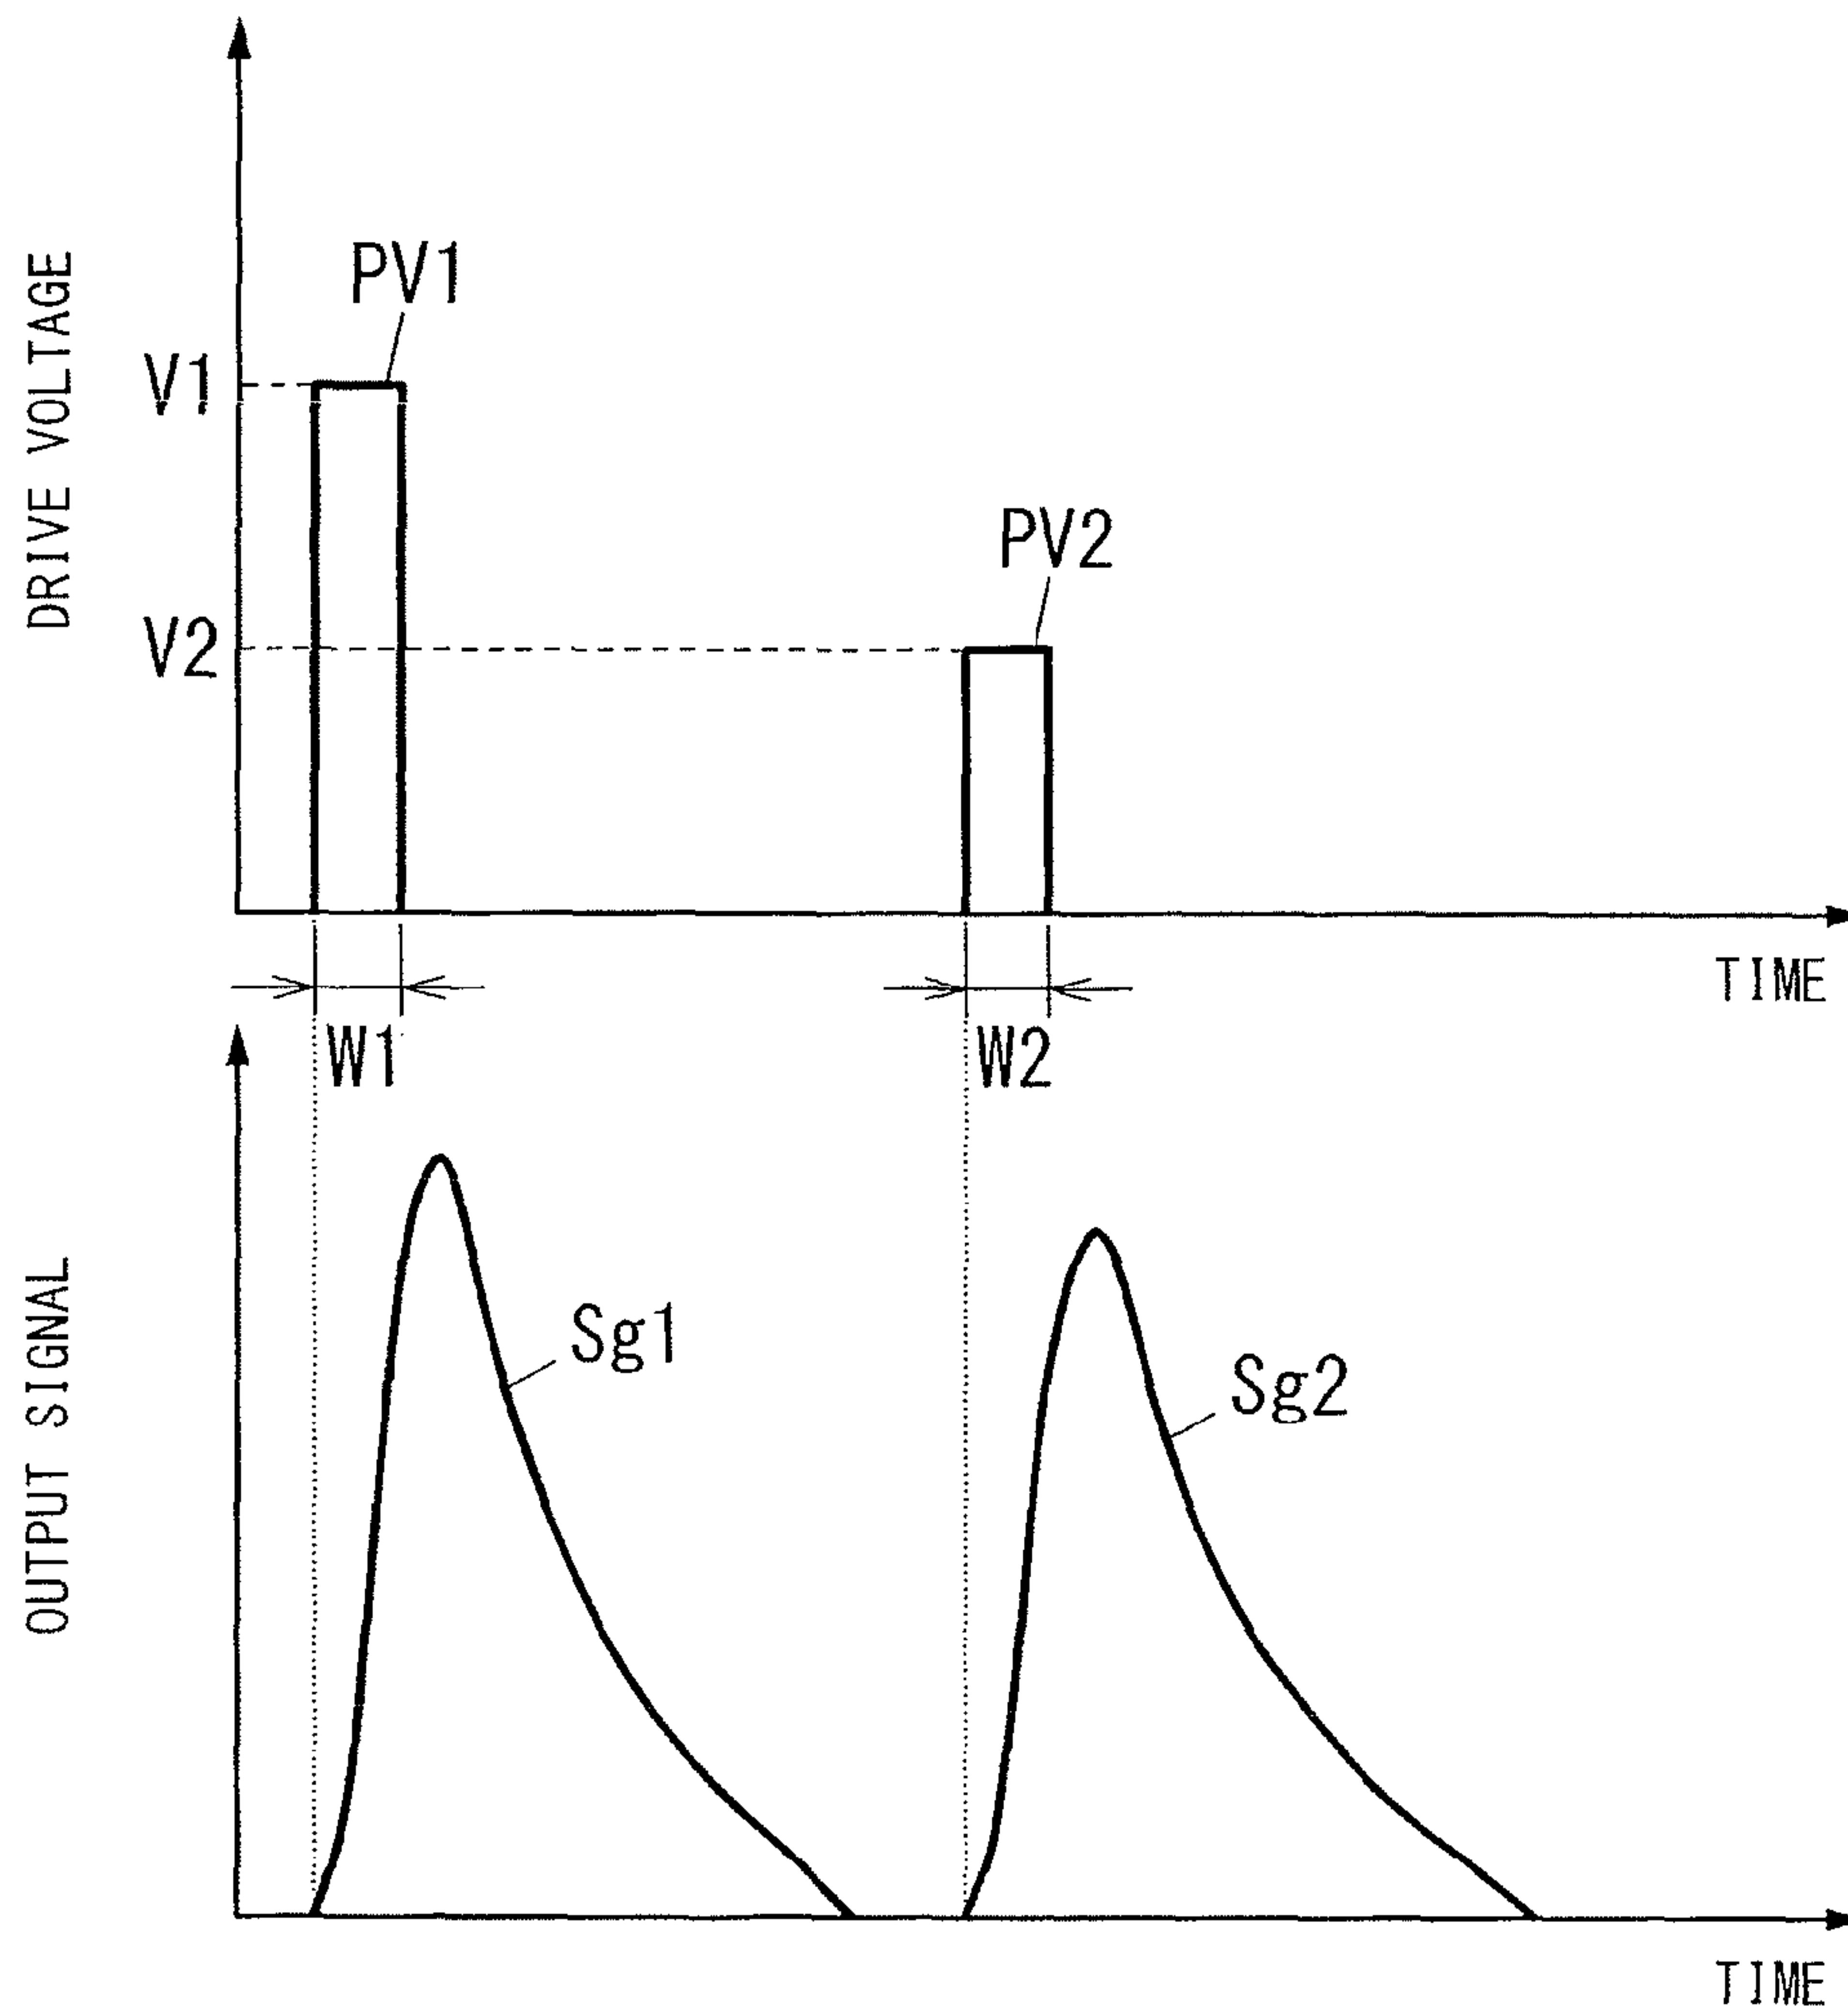 DRIVE VOLTAGE
PV1
V1
PV2
V2
TIME
W1
W2
OUTPUT SIGNAL
Sg1
Sg2
TIME